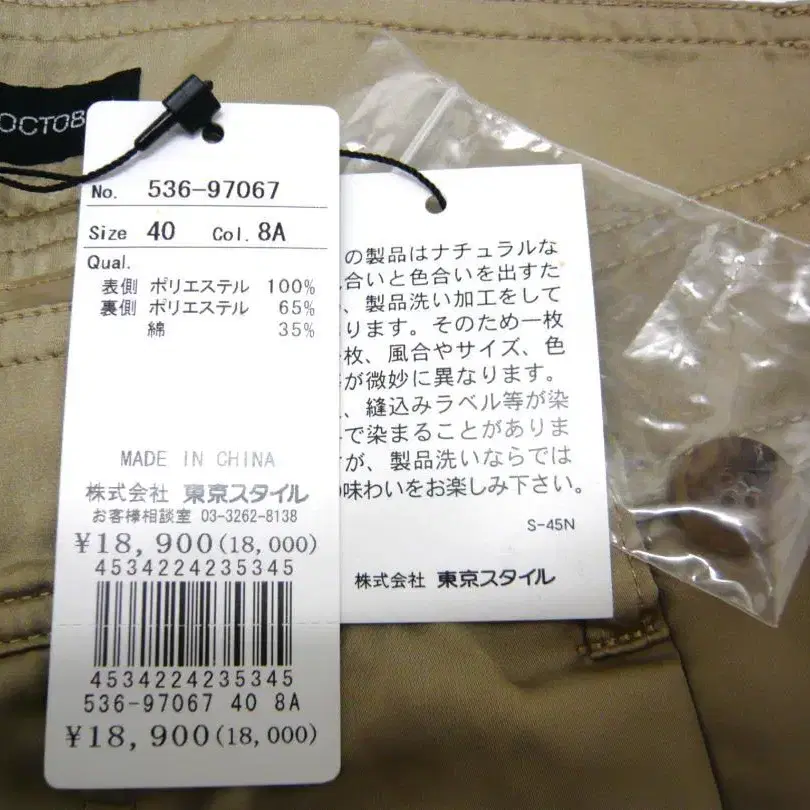 OCTOB
No. 536-97067
Size 40 Col. 8A
Qual.
表側 ポリエステル 100%
裏側 ポリエステル 65%
綿 35%
MADE IN CHINA
株式会社 東京スタイル
お客様相談室 03-3262-8138
¥18,900(18,000)
4534224235345
4534224235345
536-97067 40 8A
¥18,900(18,000)
の製品はナチュラルな
合いと色合いを出すた
、製品洗い加工をして
ります。そのため一枚
枚、風合やサイズ、色
が微妙に異なります。
、縫込みラベル等が染
で染まることがありま
が、製品洗いならでは
の味わいをお楽しみ下さい。
S-45N
株式会社 東京スタイル